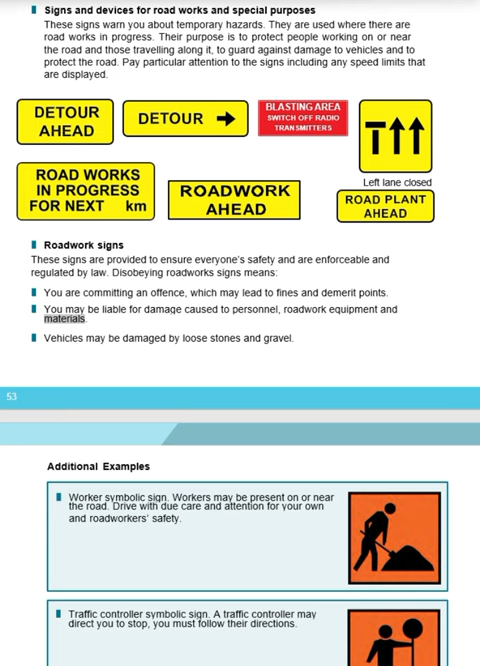 Signs and devices for road works and special purposes
These signs warn you about temporary hazards. They are used where there are
road works in progress. Their purpose is to protect people working on or near
the road and those travelling along it, to guard against damage to vehicles and to
protect the road. Pay particular attention to the signs including any speed limits that
are displayed.
DETOUR
AHEAD
DETOUR
BLASTING AREA
SWITCH OFF RADIO
TRANSMITTERS
Left lane closed
ROAD WORKS
IN PROGRESS
FOR NEXT km
ROADWORK
AHEAD
ROAD PLANT
AHEAD
Roadwork signs
These signs are provided to ensure everyone's safety and are enforceable and
regulated by law. Disobeying roadworks signs means:
You are committing an offence, which may lead to fines and demerit points.
You may be liable for damage caused to personnel, roadwork equipment and
materials.
Vehicles may be damaged by loose stones and gravel.
53
Additional Examples
Worker symbolic sign. Workers may be present on or near
the road. Drive with due care and attention for your own
and roadworkers' safety.
Traffic controller symbolic sign. A traffic controller may
direct you to stop, you must follow their directions.